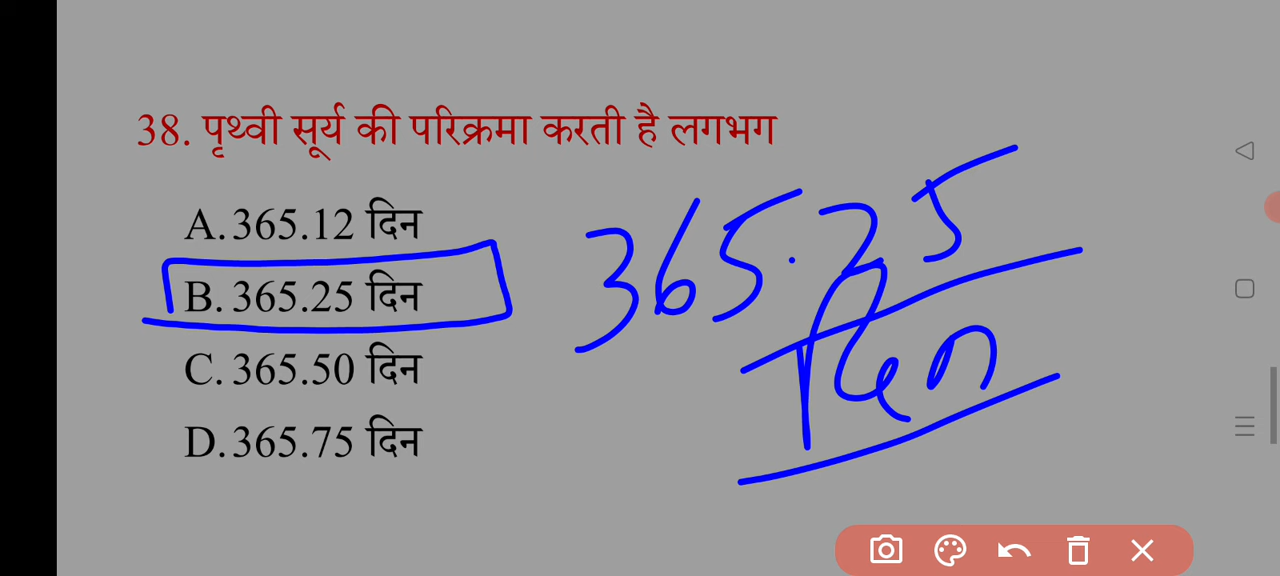 38. पृथ्वी सूर्य की परिक्रमा करती है लगभग
A. 365.12 दिन
B. 365.25 दिन
C. 365.50 दिन
D. 365.75 दिन
365.25
दिन